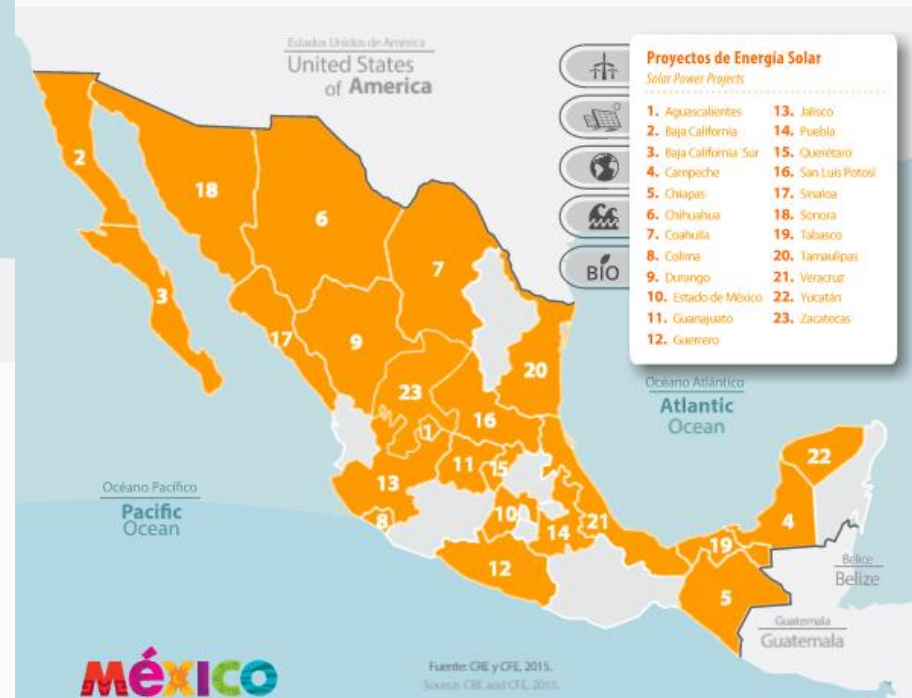 Estados Unidos de América
United States
of America
BIO
Proyectos de Energía Solar
Solar Power Projects
1. Aguascalientes
2. Baja California
3. Baja California Sur
4. Campeche
5. Chiapas
6. Chihuahua
7. Coahuila
8. Colima
9. Durango
10. Estado de México
11. Guanajuato
12. Guerrero
13. Jalisco
14. Puebla
15. Querétaro
16. San Luis Potosí
17. Sinaloa
18. Sonora
19. Tabasco
20. Tamaulipas
21. Veracruz
22. Yucatán
23. Zacatecas
2
18
6
7
3
17
9
20
23
16
1
11
15
13
8
10
14
21
12
22
4
19
5
Océano Atlántico
Atlantic
Ocean
Océano Pacífico
Pacific
Ocean
Belice
Belize
Guatemala
Guatemala
México
Fuente: CRE y CFE, 2015.
Source: CRE and CFE, 2015.